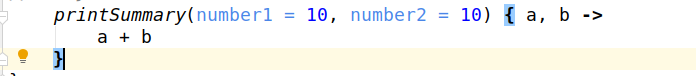 printSummary(number1 = 10, number2 = 10) { a, b ->
    a + b
}